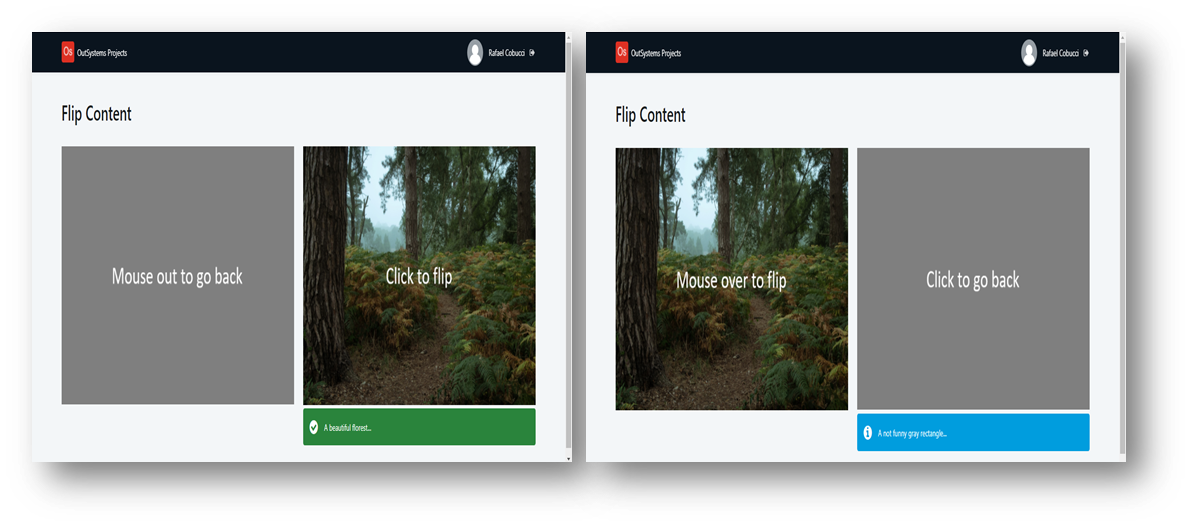 Os OutSystems Projects
Rafael Cobucci
Flip Content
Mouse out to go back
Click to flip
A beautiful florest...
Os OutSystems Projects
Rafael Cobucci
Flip Content
Mouse over to flip
Click to go back
A not funny gray rectangle...